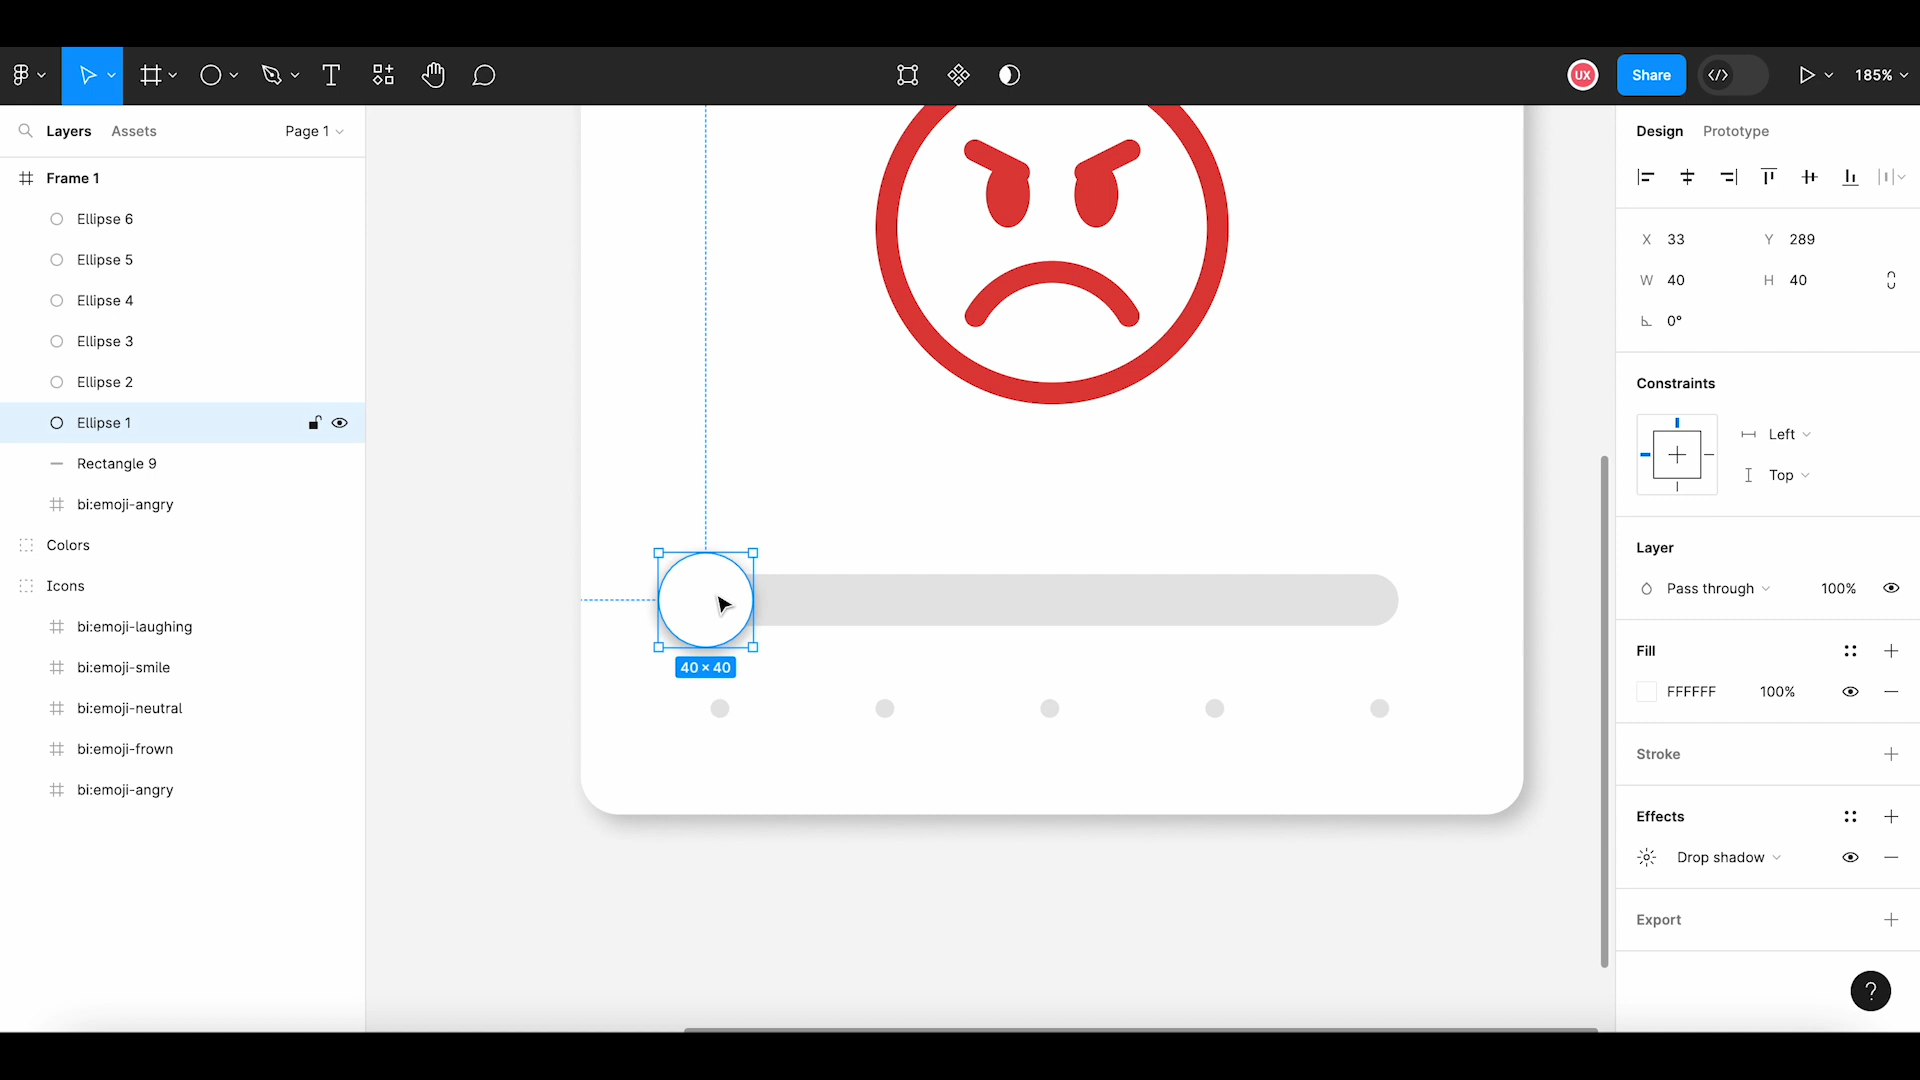 UX
Share
185%
Layers
Assets
Page 1
Design
Prototype
Frame 1
Ellipse 6
Ellipse 5
Ellipse 4
Ellipse 3
Ellipse 2
Ellipse 1
Rectangle 9
bi:emoji-angry
Colors
Icons
bi:emoji-laughing
bi:emoji-smile
bi:emoji-neutral
bi:emoji-frown
bi:emoji-angry
40 × 40
X 33 Y 289
W 40 H 40
0°
Constraints
Left
Top
Layer
Pass through 100%
Fill
FFFFFF 100%
Stroke
Effects
Drop shadow
Export
?